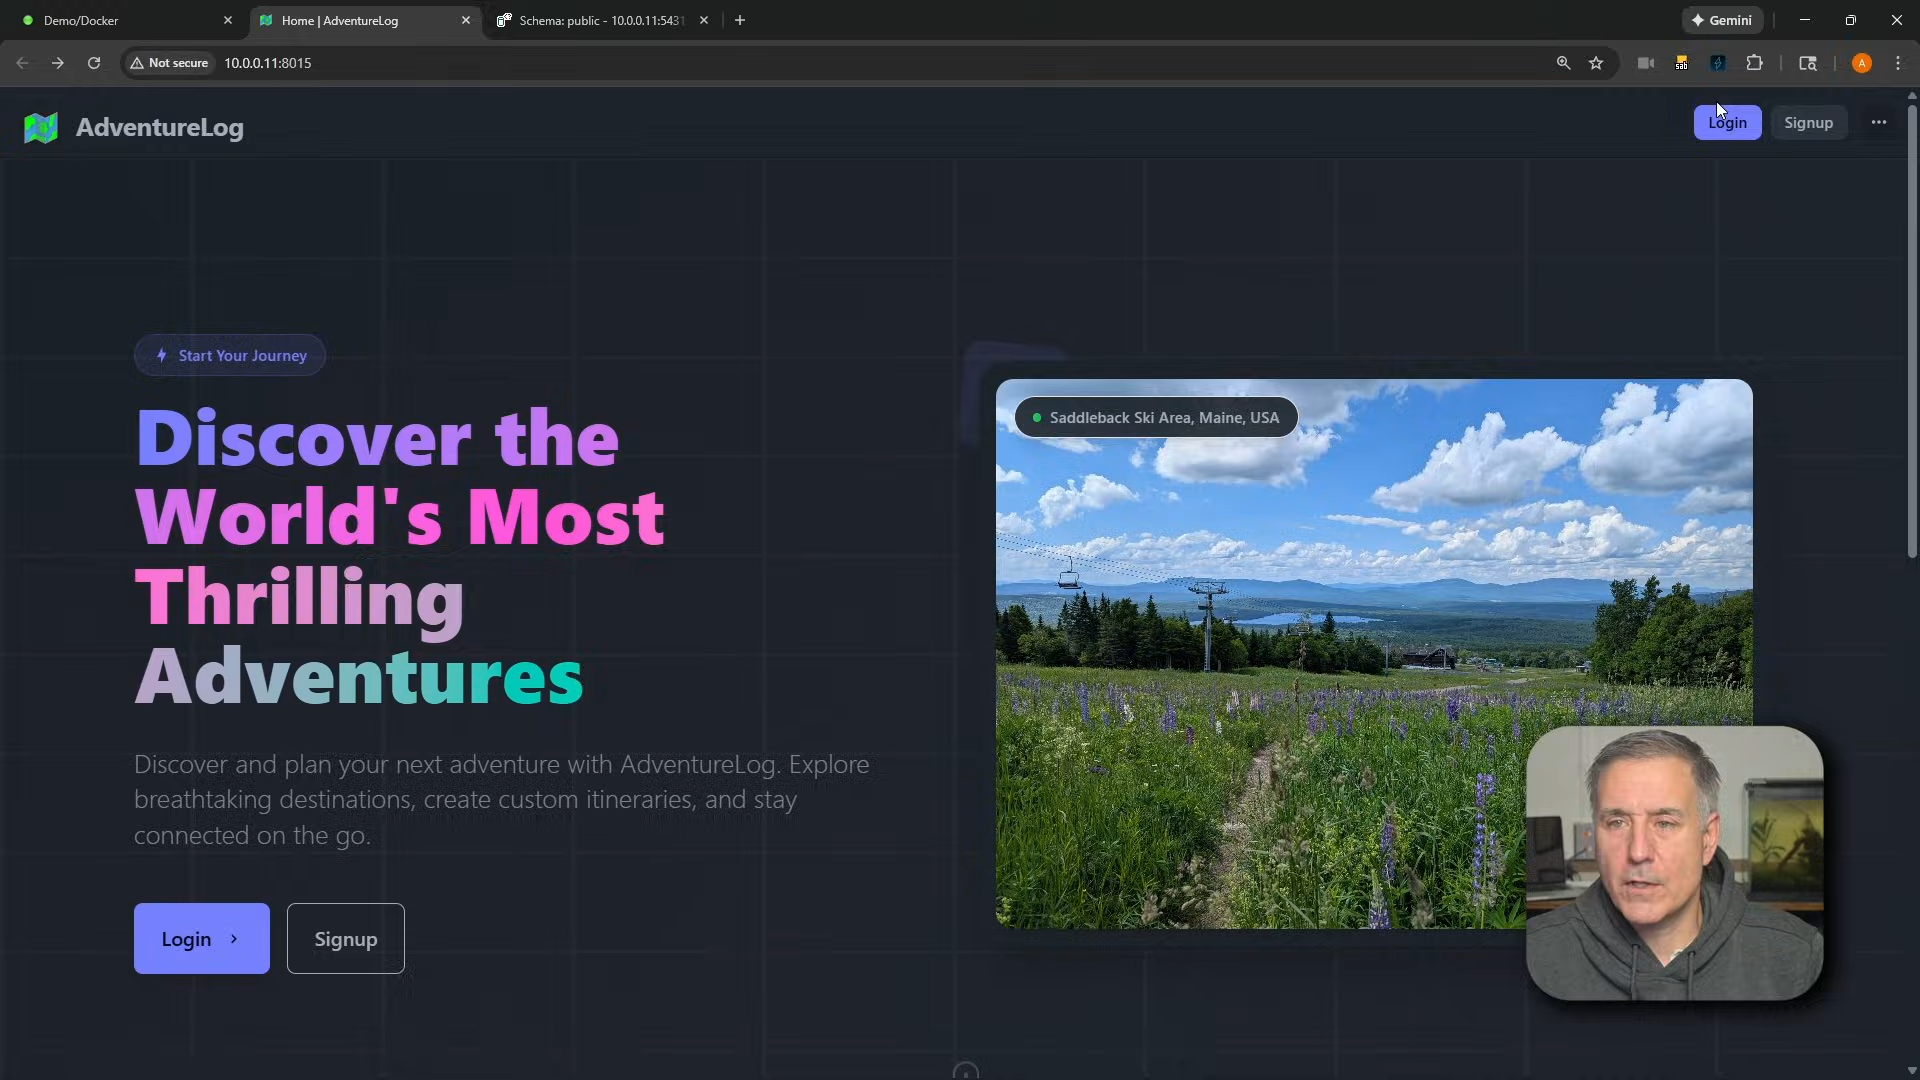 Demo/Docker
Home | AdventureLog
Schema: public - 10.0.0.11:5431
Gemini
Not secure
10.0.0.11:8015
sab
A
AdventureLog
Login
Signup
Start Your Journey
Saddleback Ski Area, Maine, USA
Discover the
World's Most
Thrilling
Adventures
Discover and plan your next adventure with AdventureLog. Explore
breathtaking destinations, create custom itineraries, and stay
connected on the go.
Login
Signup